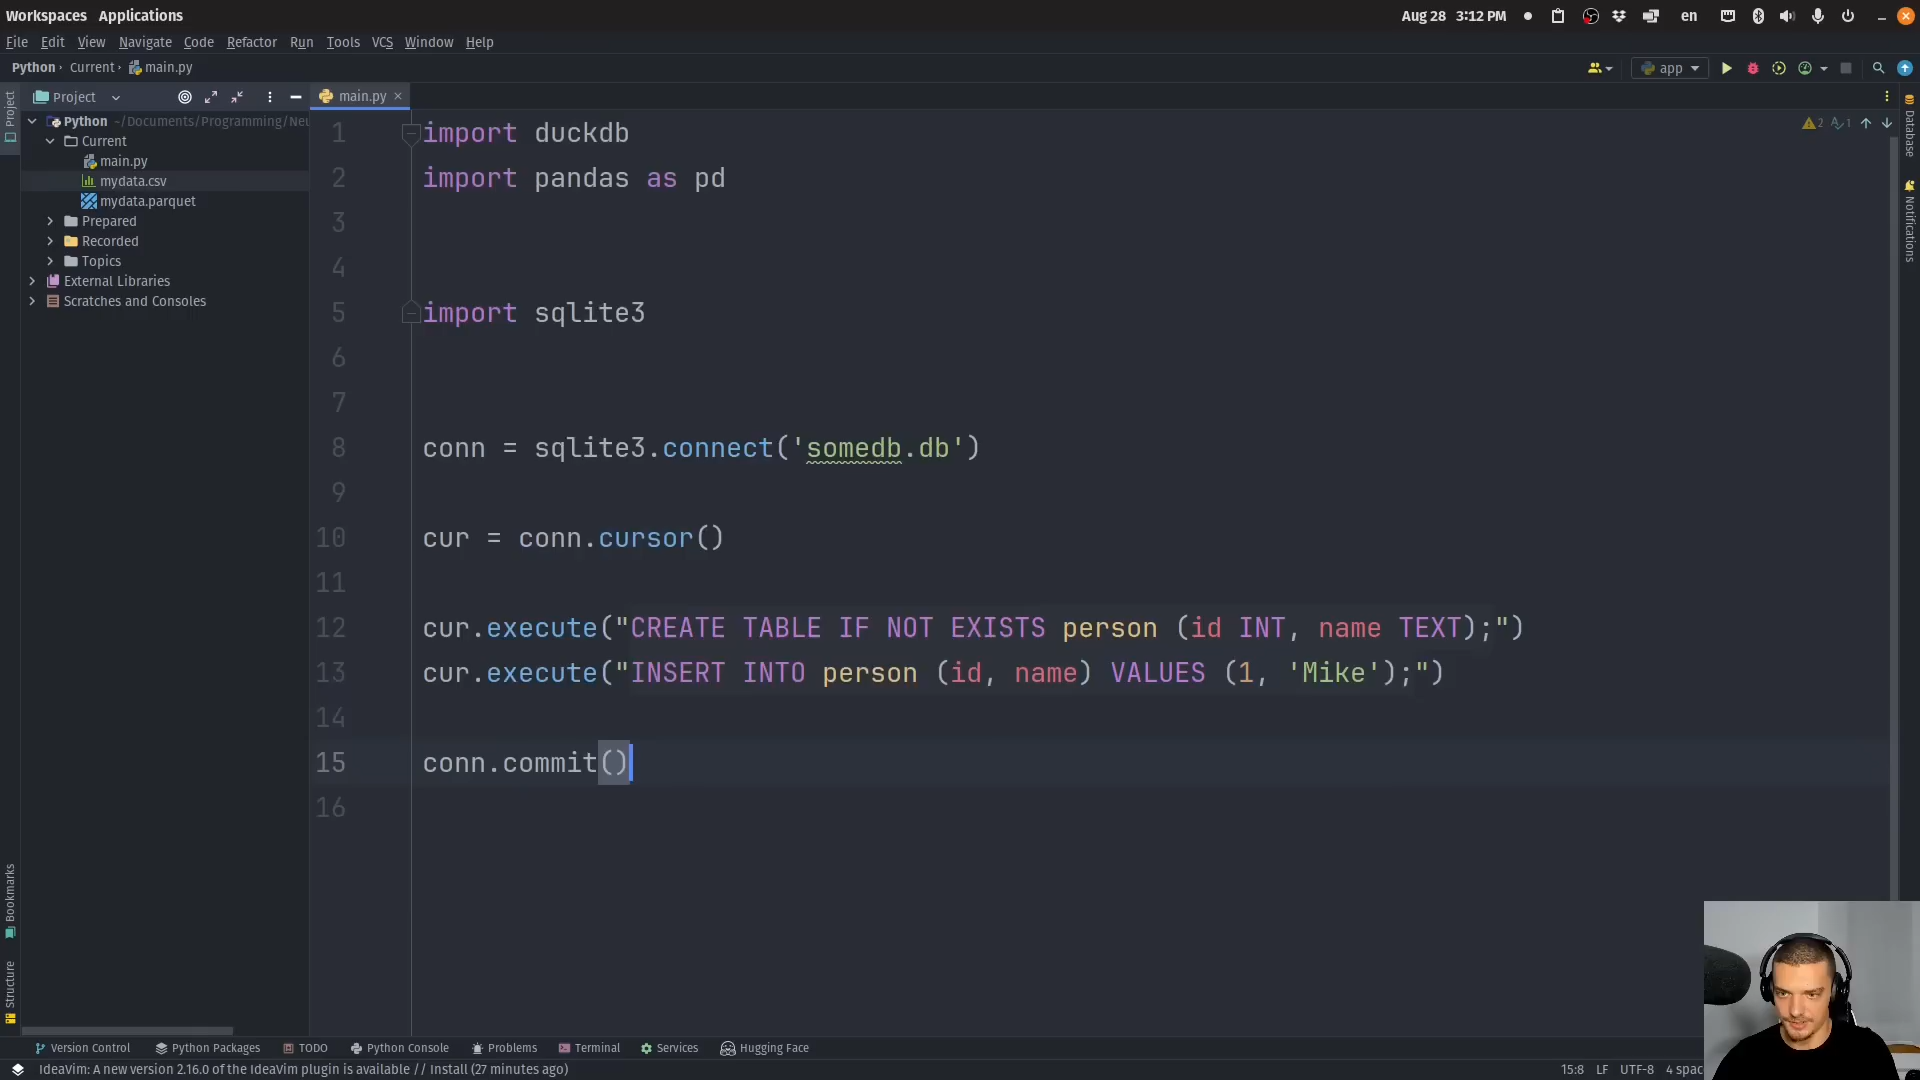 Workspaces Applications
Aug 28 3:12 PM
en
File Edit View Navigate Code Refactor Run Tools VCS Window Help
Python Current main.py
app
Project
main.py
Project
Python ~/Documents/Programming/Neu
Current
main.py
mydata.csv
mydata.parquet
Prepared
Recorded
Topics
External Libraries
Scratches and Consoles
1 import duckdb
2 import pandas as pd
3
4
5 import sqlite3
6
7
8 conn = sqlite3.connect('somedb.db')
9
10 cur = conn.cursor()
11
12 cur.execute("CREATE TABLE IF NOT EXISTS person (id INT, name TEXT);")
13 cur.execute("INSERT INTO person (id, name) VALUES (1, 'Mike');")
14
15 conn.commit()
16
2 1
Database
Notifications
Bookmarks
Structure
Version Control Python Packages TODO Python Console Problems Terminal Services Hugging Face
IdeaVim: A new version 2.16.0 of the IdeaVim plugin is available // Install (27 minutes ago)
15:8 LF UTF-8 4 spac